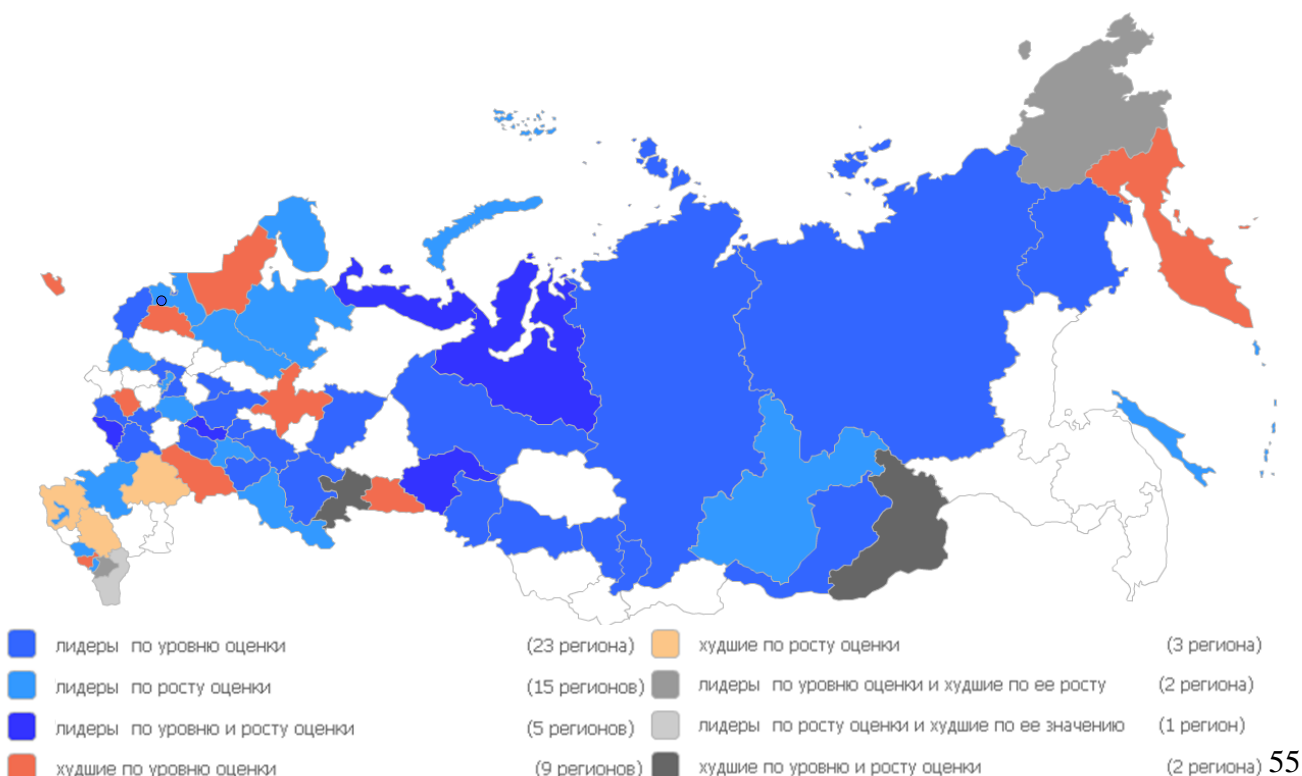 лидеры по уровню оценки (23 региона)
лидеры по росту оценки (15 регионов)
лидеры по уровню и росту оценки (5 регионов)
худшие по уровню оценки (9 регионов)
худшие по росту оценки (3 региона)
лидеры по уровню оценки и худшие по ее росту (2 региона)
лидеры по росту оценки и худшие по ее значению (1 регион)
худшие по уровню и росту оценки (2 региона)
55